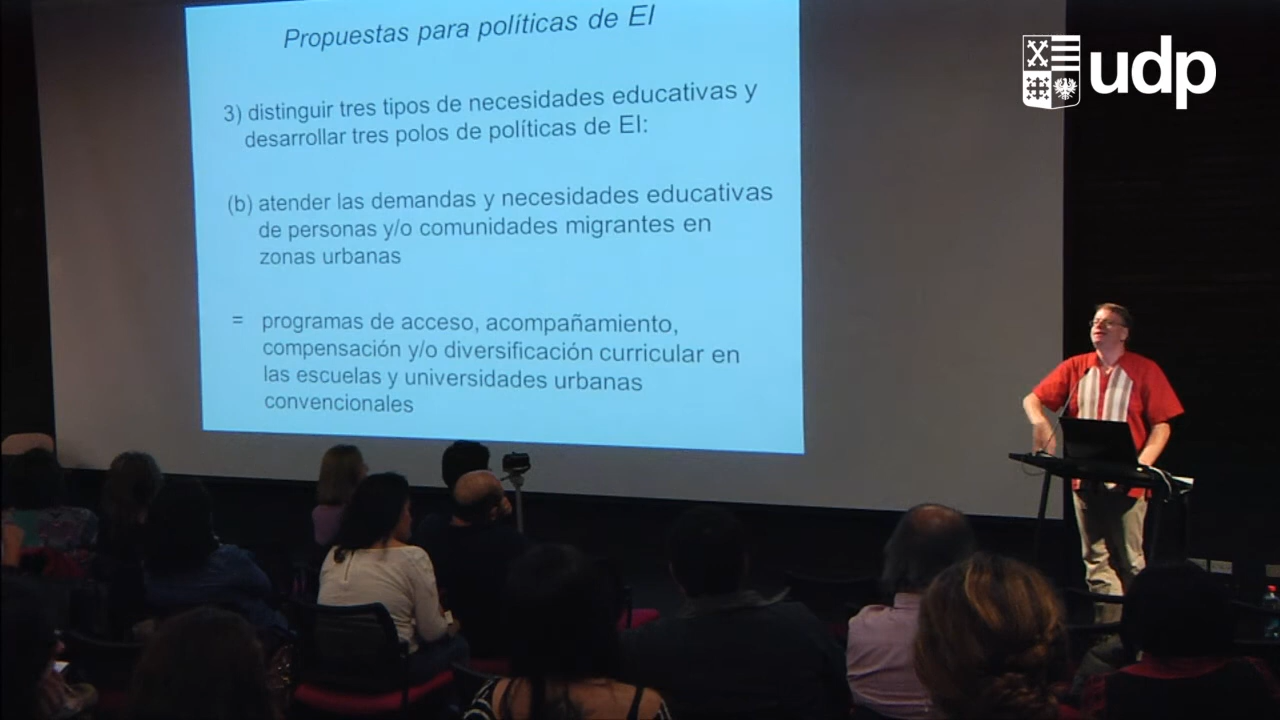 Propuestas para políticas de EI
3) distinguir tres tipos de necesidades educativas y
desarrollar tres polos de políticas de EI:
(b) atender las demandas y necesidades educativas
de personas y/o comunidades migrantes en
zonas urbanas
= programas de acceso, acompañamiento,
compensación y/o diversificación curricular en
las escuelas y universidades urbanas
convencionales
udp